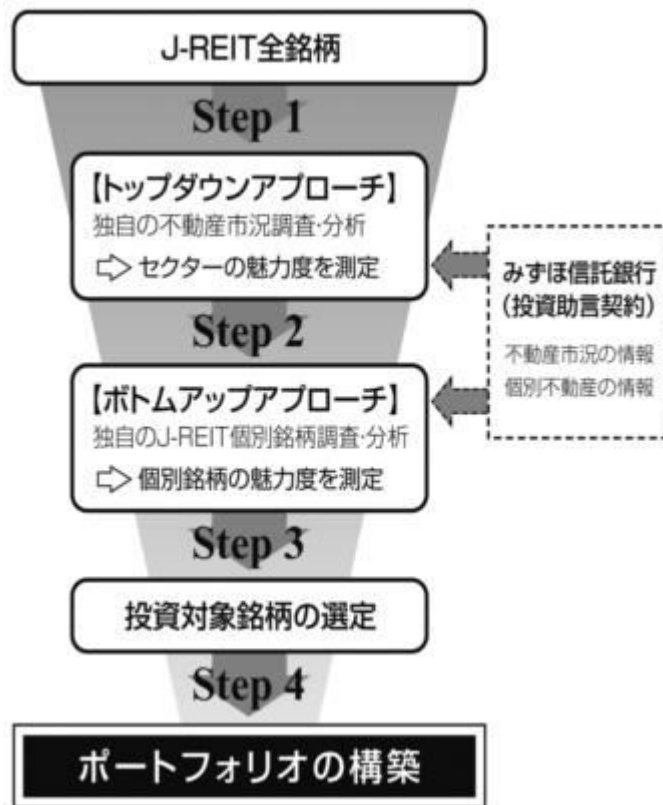 J-REIT全銘柄
Step 1
【トップダウンアプローチ】
独自の不動産市況調査・分析
⇨ セクターの魅力度を測定
みずほ信託銀行
(投資助言契約)
不動産市況の情報
個別不動産の情報
Step 2
【ボトムアップアプローチ】
独自のJ-REIT個別銘柄調査・分析
⇨ 個別銘柄の魅力度を測定
Step 3
投資対象銘柄の選定
Step 4
ポートフォリオの構築